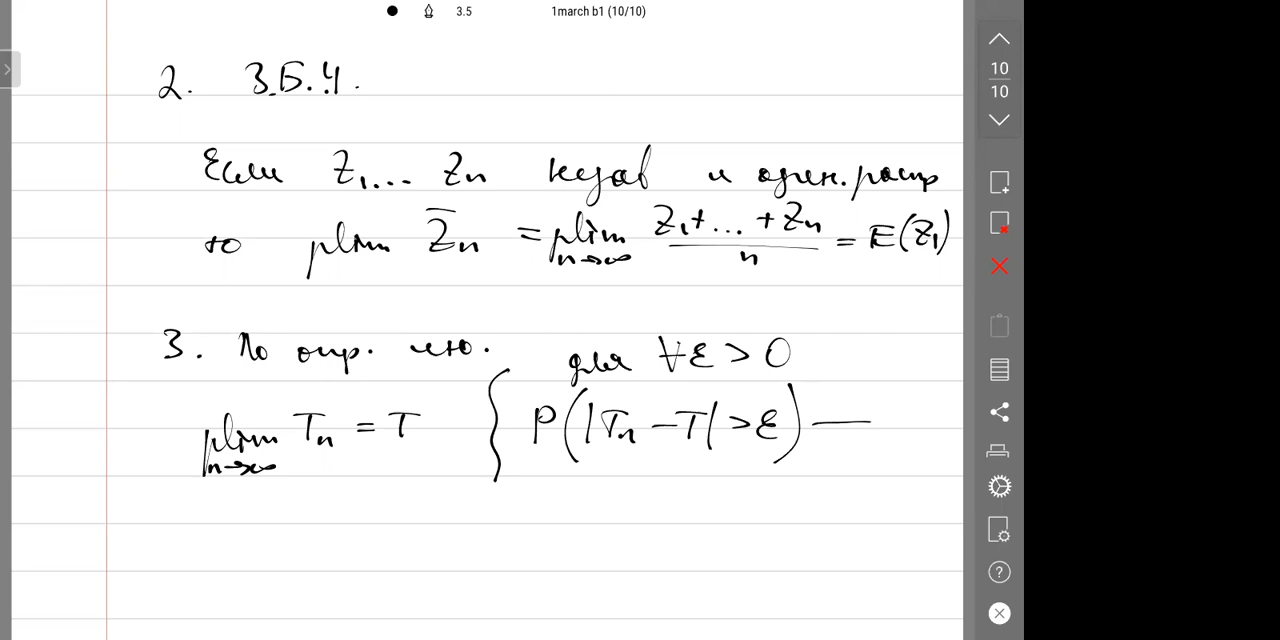 3.5 1march b1 (10/10)
10
10
2. З.Б.Ч.
Если Z₁... Zₙ незав и один. распр
то plim Z̄ₙ = plim n→∞ (Z₁+...+Zₙ)/n = E(Z₁)
3. По опр. что. для ∀ε > 0
plim n→∞ Tₙ = T { P(|Tₙ − T| > ε) —
?